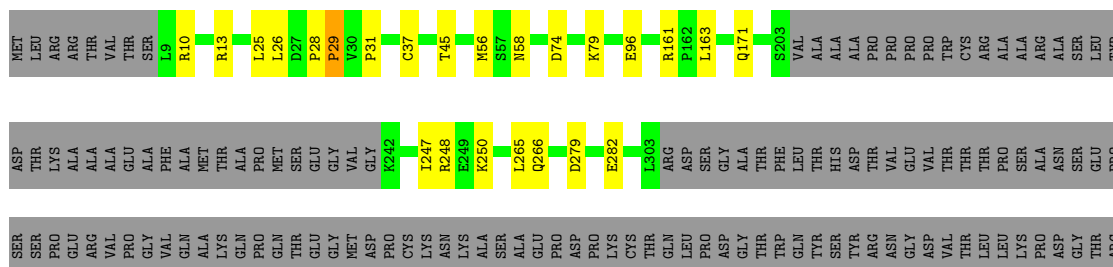 MET LEU ARG ARG THR VAL THR SER L9 R10 R13 L25 L26 D27 P28 P29 V30 P31 C37 T45 M56 S57 N58 D74 K79 E96 R161 P162 L163 Q171 S203 VAL ALA ALA ALA PRO PRO PRO PRO TRP CYS ARG ALA ALA ARG ALA SER LEU
ASP THR LYS ALA ALA ALA GLU ALA PHE ALA MET THR ALA PRO MET SER GLU GLY VAL GLY K242 I247 R248 E249 K250 L265 Q266 D279 E282 L303 ARG ASP SER GLY ALA THR PHE LEU THR HIS ASP THR VAL GLU VAL THR THR THR PRO SER ALA ASN SER GLU
SER SER PRO GLU ARG VAL PRO GLY VAL GLN ALA LYS GLN PRO GLN THR GLU GLY MET ASP PRO CYS LYS ASN LYS ALA SER ALA GLU PRO ASP PRO LYS CYS THR GLN LEU PRO ASP GLY THR TRP GLN TYR SER TYR ARG ASN GLY ASP VAL THR LEU LEU LYS PRO ASP GLY THR